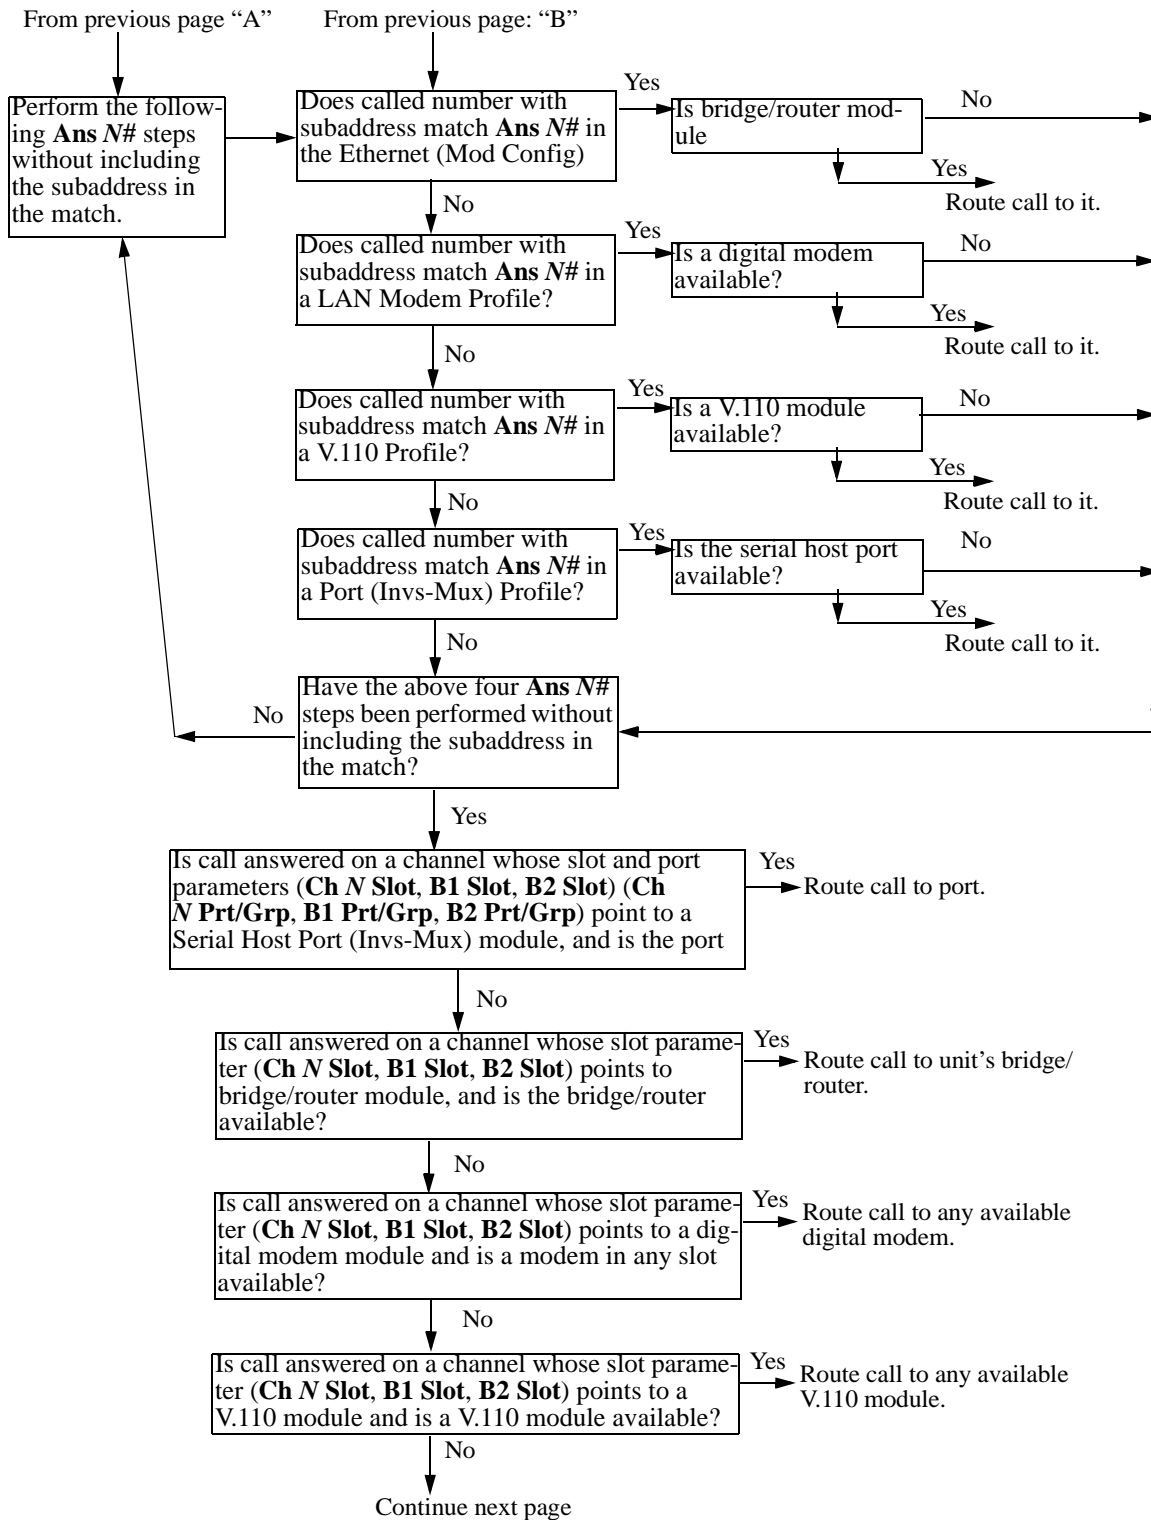 From previous page “A”
From previous page: “B”
Perform the follow-
ing Ans N# steps
without including
the subaddress in
the match.
Does called number with
subaddress match Ans N# in
the Ethernet (Mod Config)
Yes
Is bridge/router mod-
ule
No
Yes
Route call to it.
No
Does called number with
subaddress match Ans N# in
a LAN Modem Profile?
Yes
Is a digital modem
available?
No
Yes
Route call to it.
No
Does called number with
subaddress match Ans N# in
a V.110 Profile?
Yes
Is a V.110 module
available?
No
Yes
Route call to it.
No
Does called number with
subaddress match Ans N# in
a Port (Invs-Mux) Profile?
Yes
Is the serial host port
available?
No
Yes
Route call to it.
No
Have the above four Ans N#
steps been performed without
including the subaddress in
the match?
No
Yes
Is call answered on a channel whose slot and port
parameters (Ch N Slot, B1 Slot, B2 Slot) (Ch
N Prt/Grp, B1 Prt/Grp, B2 Prt/Grp) point to a
Serial Host Port (Invs-Mux) module, and is the port
Yes
Route call to port.
No
Is call answered on a channel whose slot parame-
ter (Ch N Slot, B1 Slot, B2 Slot) points to
bridge/router module, and is the bridge/router
available?
Yes
Route call to unit’s bridge/
router.
No
Is call answered on a channel whose slot parame-
ter (Ch N Slot, B1 Slot, B2 Slot) points to a dig-
ital modem module and is a modem in any slot
available?
Yes
Route call to any available
digital modem.
No
Is call answered on a channel whose slot parame-
ter (Ch N Slot, B1 Slot, B2 Slot) points to a
V.110 module and is a V.110 module available?
Yes
Route call to any available
V.110 module.
No
Continue next page